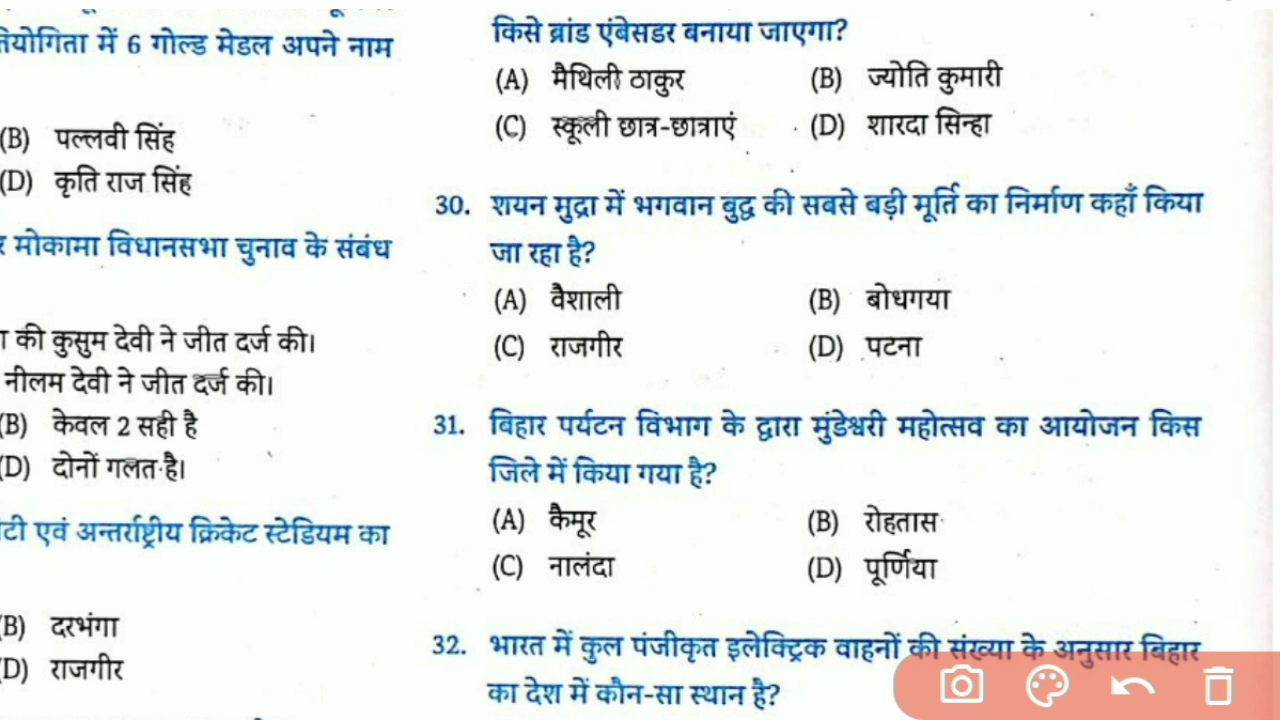 तियोगिता में 6 गोल्ड मेडल अपने नाम
(B) पल्लवी सिंह
(D) कृति राज सिंह
मोकामा विधानसभा चुनाव के संबंध
की कुसुम देवी ने जीत दर्ज की।
नीलम देवी ने जीत दर्ज की।
(B) केवल 2 सही है
(D) दोनों गलत है।
टी एवं अन्तर्राष्ट्रीय क्रिकेट स्टेडियम का
(B) दरभंगा
(D) राजगीर
किसे ब्रांड एंबेसडर बनाया जाएगा?
(A) मैथिली ठाकुर (B) ज्योति कुमारी
(C) स्कूली छात्र-छात्राएं (D) शारदा सिन्हा
30. शयन मुद्रा में भगवान बुद्ध की सबसे बड़ी मूर्ति का निर्माण कहाँ किया
जा रहा है?
(A) वैशाली (B) बोधगया
(C) राजगीर (D) पटना
31. बिहार पर्यटन विभाग के द्वारा मुंडेश्वरी महोत्सव का आयोजन किस
जिले में किया गया है?
(A) कैमूर (B) रोहतास
(C) नालंदा (D) पूर्णिया
32. भारत में कुल पंजीकृत इलेक्ट्रिक वाहनों की संख्या के अनुसार बिहार
का देश में कौन-सा स्थान है?